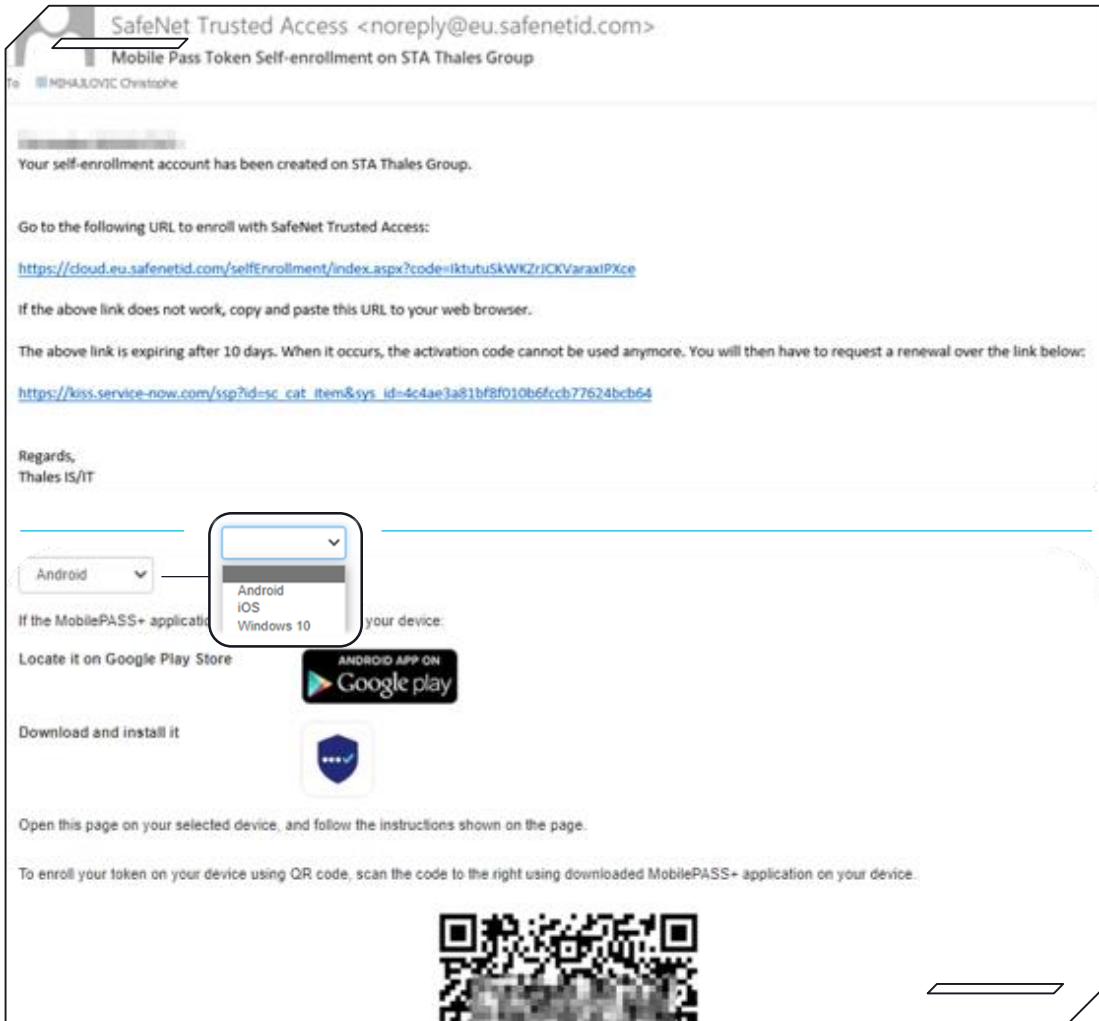 SafeNet Trusted Access <noreply@eu.safenetid.com>
Mobile Pass Token Self-enrollment on STA Thales Group
To MIHAJLOVIC Christophe
Your self-enrollment account has been created on STA Thales Group.
Go to the following URL to enroll with SafeNet Trusted Access:
https://cloud.eu.safenetid.com/selfEnrollment/index.aspx?code=IktutuSkWKZrJCKVaraxIPXce
If the above link does not work, copy and paste this URL to your web browser.
The above link is expiring after 10 days. When it occurs, the activation code cannot be used anymore. You will then have to request a renewal over the link below:
https://kiss.service-now.com/ssp?id=sc_cat_item&sys_id=4c4ae3a81bf8f010b6fccb77624bcb64
Regards,
Thales IS/IT
Android
Android
iOS
Windows 10
If the MobilePASS+ your device:
Locate it on Google Play Store
ANDROID APP ON
Google play
Download and install it
Open this page on your selected device, and follow the instructions shown on the page.
To enroll your token on your device using QR code, scan the code to the right using downloaded MobilePASS+ application on your device.